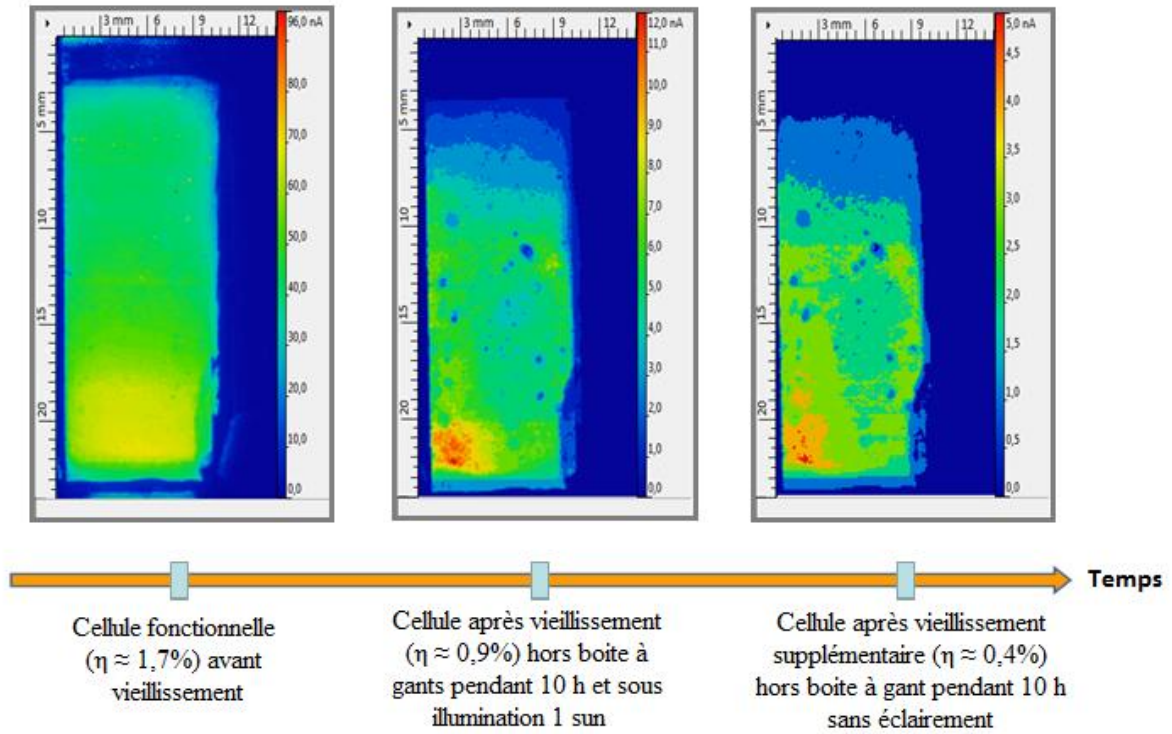 3 mm 6 9 12
96,0 nA
80,0
70,0
60,0
50,0
40,0
30,0
20,0
10,0
0,0
5 mm
10
15
20
3 mm 6 9 12
12,0 nA
11,0
10,0
9,0
8,0
7,0
6,0
5,0
4,0
3,0
2,0
1,0
0,0
5 mm
10
15
20
3 mm 6 9 12
5,0 nA
4,5
4,0
3,5
3,0
2,5
2,0
1,5
1,0
0,5
0,0
5 mm
10
15
20
Temps
Cellule fonctionnelle
(η ≈ 1,7%) avant
vieillissement
Cellule après vieillissement
(η ≈ 0,9%) hors boite à
gants pendant 10 h et sous
illumination 1 sun
Cellule après vieillissement
supplémentaire (η ≈ 0,4%)
hors boite à gant pendant 10 h
sans éclairement